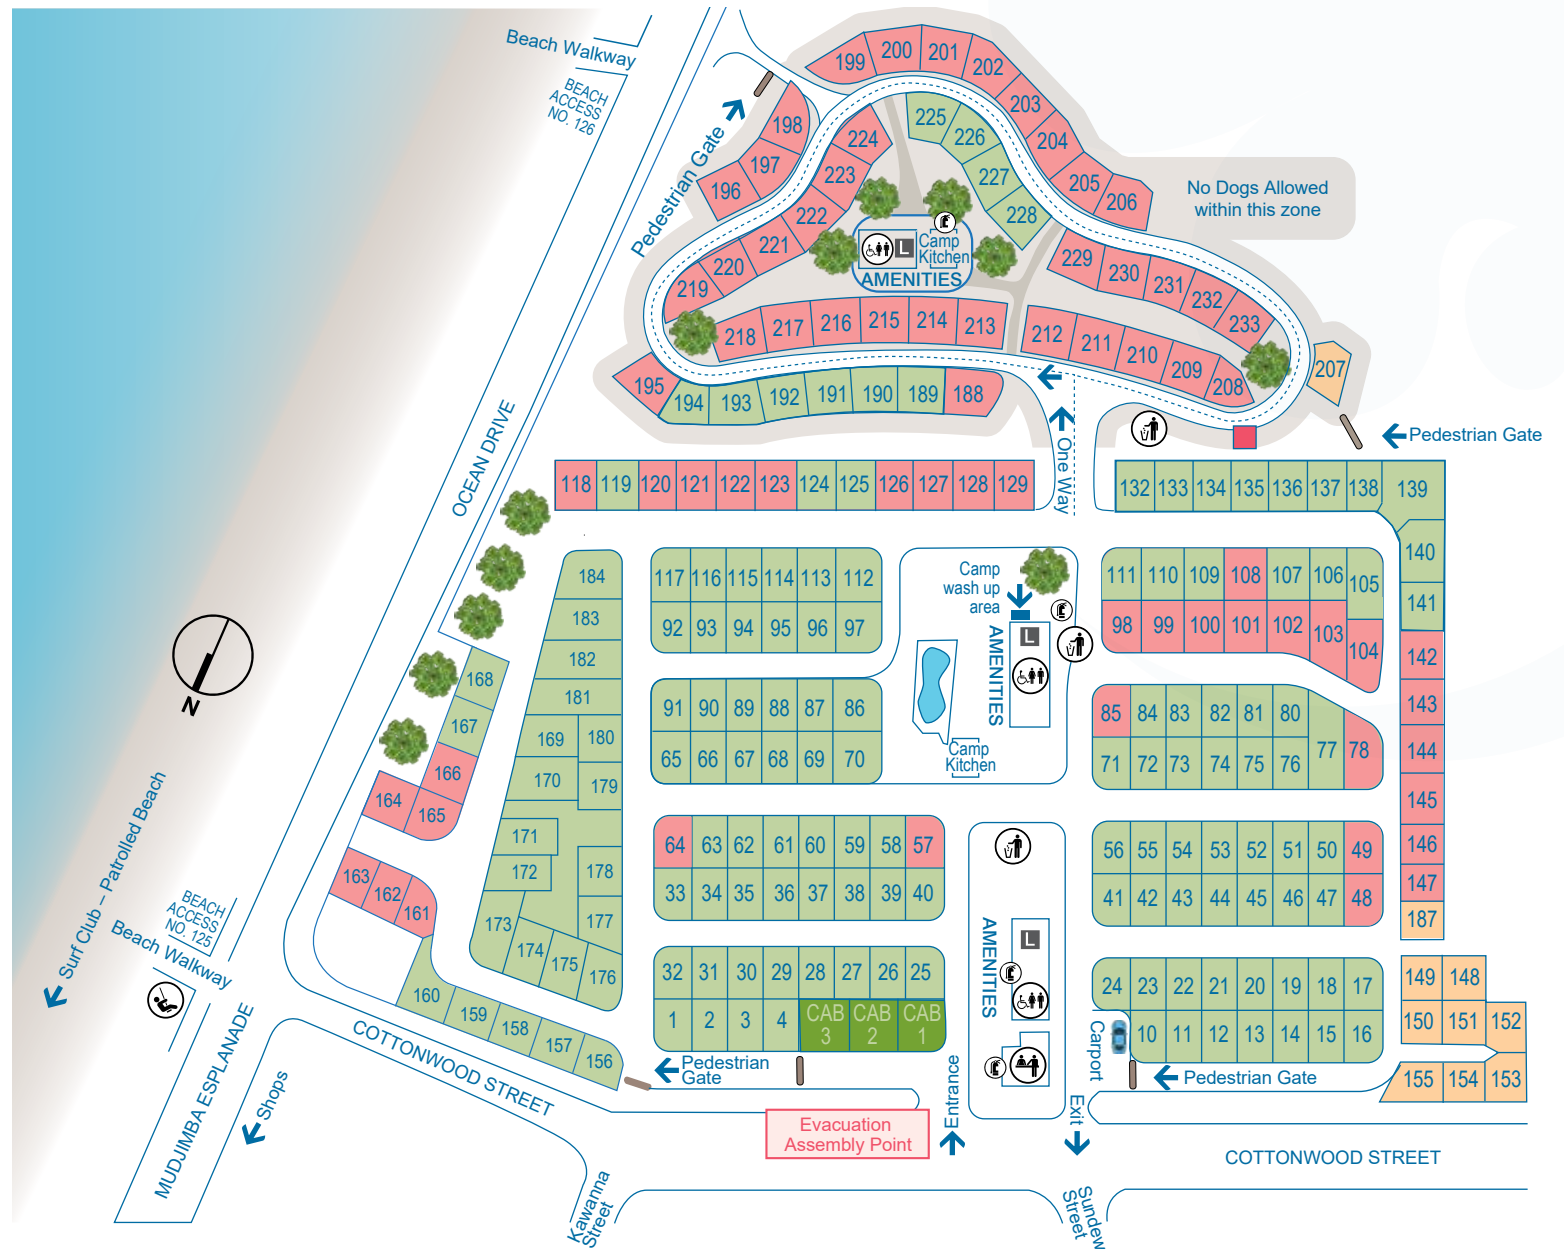 Beach Walkway
BEACH
ACCESS
NO. 126
Pedestrian Gate
199 200 201 202
203
204
205
206
198
197
196
224
223
222
221
220
219
225
226
227
228
No Dogs Allowed
within this zone
L
Camp
Kitchen
AMENITIES
229 230 231 232 233
218 217 216 215 214 213
212 211 210 209 208
207
195 194 193 192 191 190 189 188
Pedestrian Gate
One Way
OCEAN DRIVE
118 119 120 121 122 123 124 125 126 127 128 129
132 133 134 135 136 137 138 139
140
141
142
143
144
145
146
147
187
184
183
182
181
169 180
170 179
171
172 178
173 177
174 175 176
117 116 115 114 113 112
92 93 94 95 96 97
Camp
wash up
area
L
AMENITIES
Camp
Kitchen
111 110 109 108 107 106 105
98 99 100 101 102 103 104
91 90 89 88 87 86
65 66 67 68 69 70
85 84 83 82 81 80
71 72 73 74 75 76 77 78
168
167
166
164 165
163 162 161
N
64 63 62 61 60 59 58 57
33 34 35 36 37 38 39 40
56 55 54 53 52 51 50 49
41 42 43 44 45 46 47 48
L
AMENITIES
32 31 30 29 28 27 26 25
1 2 3 4 CAB
3 CAB
2 CAB
1
24 23 22 21 20 19 18 17
10 11 12 13 14 15 16
Carport
149 148
150 151 152
155 154 153
160 159 158 157 156
Surf Club – Patrolled Beach
BEACH
ACCESS
NO. 125
Beach Walkway
MUDJIMBA ESPLANADE
Shops
COTTONWOOD STREET
Pedestrian
Gate
Pedestrian Gate
Evacuation
Assembly Point
Entrance
Exit
COTTONWOOD STREET
Kawanna
Street
Sundew
Street